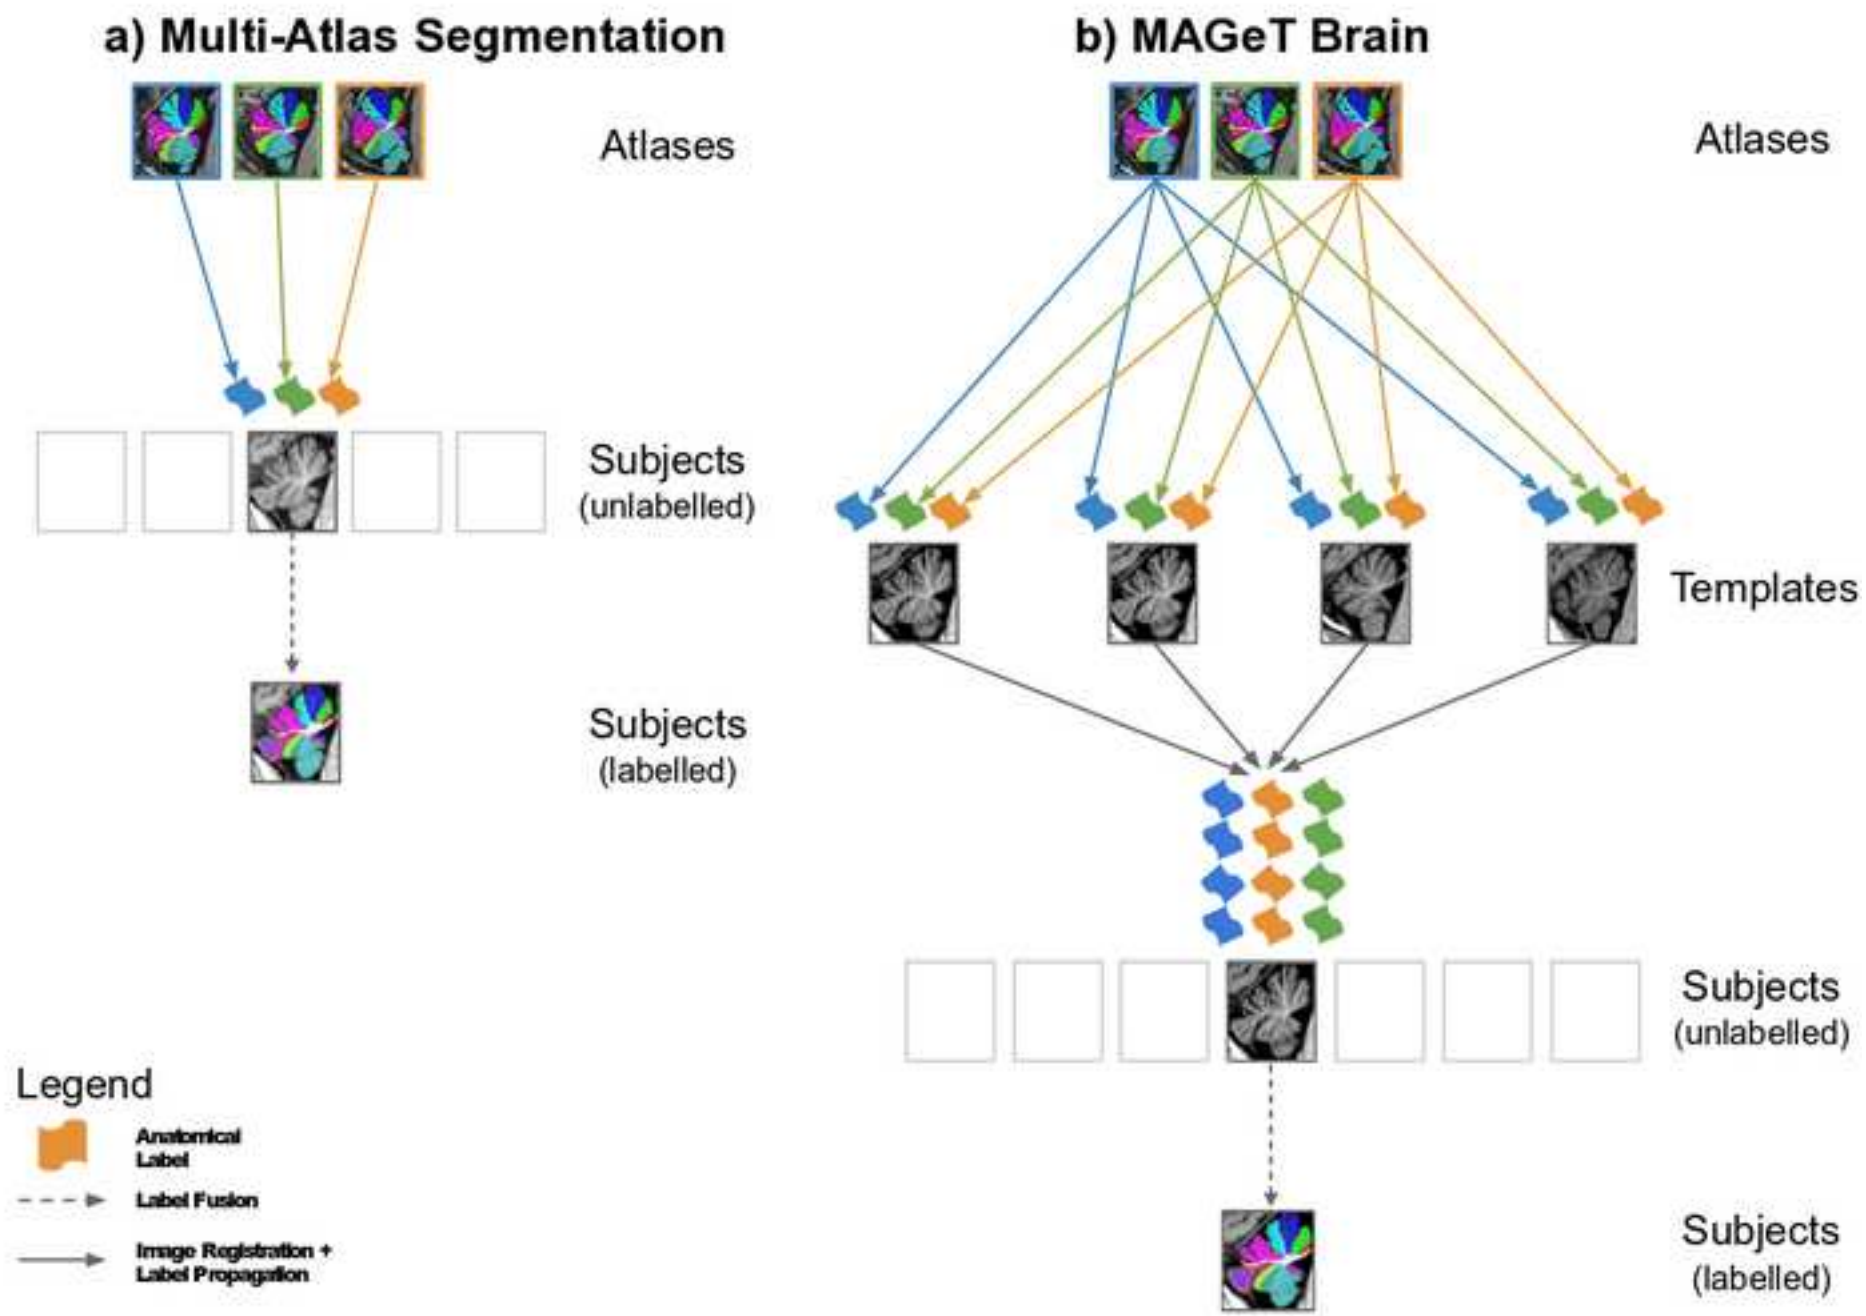 a) Multi-Atlas Segmentation
Atlases
Subjects
(unlabelled)
Subjects
(labelled)
Legend
Anatomical
Label
Label Fusion
Image Registration +
Label Propagation
b) MAGeT Brain
Atlases
Templates
Subjects
(unlabelled)
Subjects
(labelled)